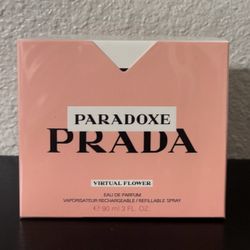 PARADOXE
PRADA
VIRTUAL FLOWER
EAU DE PARFUM
VAPORISATEUR RECHARGEABLE / REFILLABLE SPRAY
℮ 90 ml 3 FL. OZ.